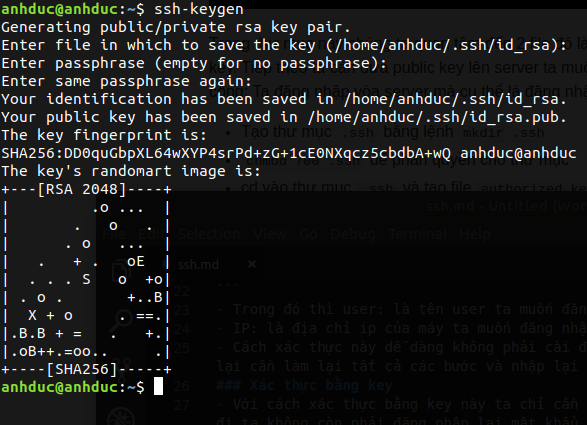 anhduc@anhduc:~$ ssh-keygen
Generating public/private rsa key pair.
Enter file in which to save the key (/home/anhduc/.ssh/id_rsa):
Enter passphrase (empty for no passphrase):
Enter same passphrase again:
Your identification has been saved in /home/anhduc/.ssh/id_rsa.
Your public key has been saved in /home/anhduc/.ssh/id_rsa.pub.
The key fingerprint is:
SHA256:DD0quGbpXL64wXYP4srPd+zG+1cE0NXqcz5cbdbA+wQ anhduc@anhduc
The key's randomart image is:
+---[RSA 2048]----+
|          .o ... |
|        .   o   . |
|       . o   ...  |
|    .   + .   oE  |
|  . . . S    o  +o|
| . o .        +..B|
|  X + o      . ==.|
|.B.B + =    .   +.|
|.oB++.=oo..      .|
+----[SHA256]-----+
anhduc@anhduc:~$
Tạo thư mục .ssh bằng lệnh mkdir .ssh
cd vào thư mục .ssh và tạo file
ssh.md - Untitled (Wor
Edit Selection View Go Debug Terminal Help
ssh.md
22 ```
23 - Trong đó thì user: là tên user ta muốn đăn
24 IP: là địa chỉ ip của máy ta muốn đăng nhậ
25 - Cách xác thực này dễ dàng không phải cài đ
lại cần làm lại tất cả các bước và nhập lại
26 ### Xác thực bằng key
27 - Với cách xác thực bằng key này ta chỉ cần